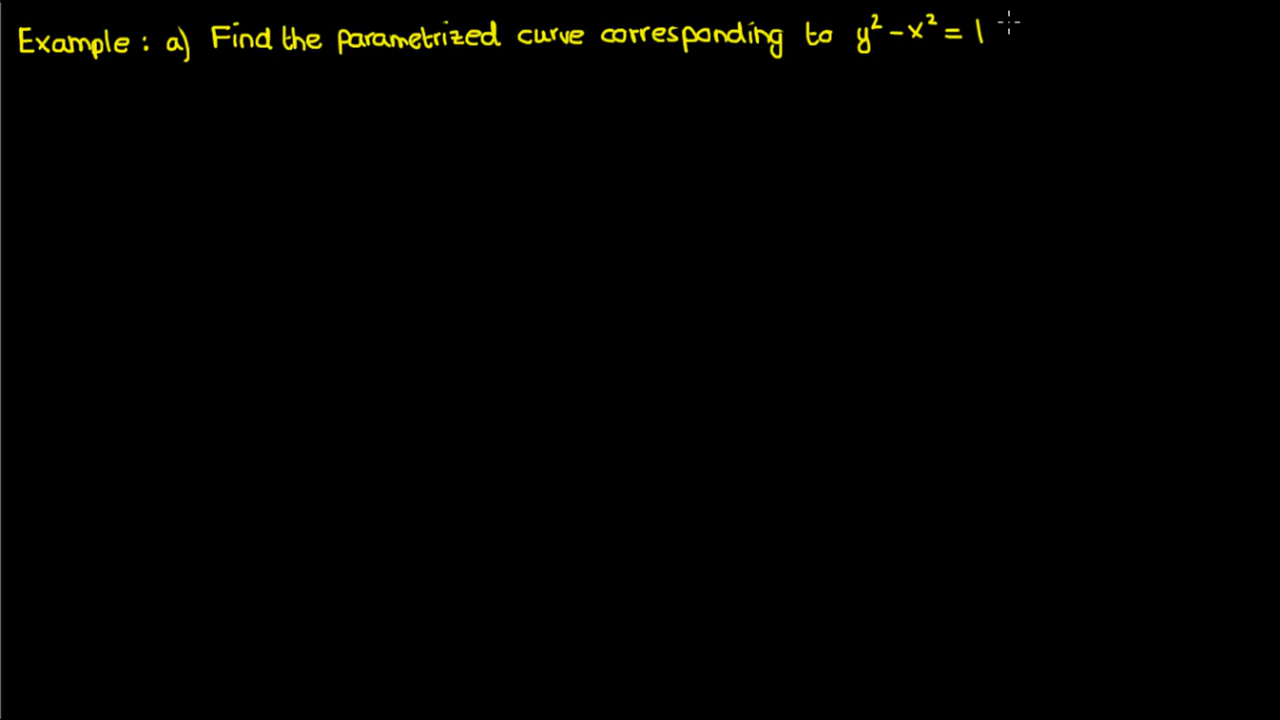 Example: a) Find the parametrized curve corresponding to y² - x² = 1